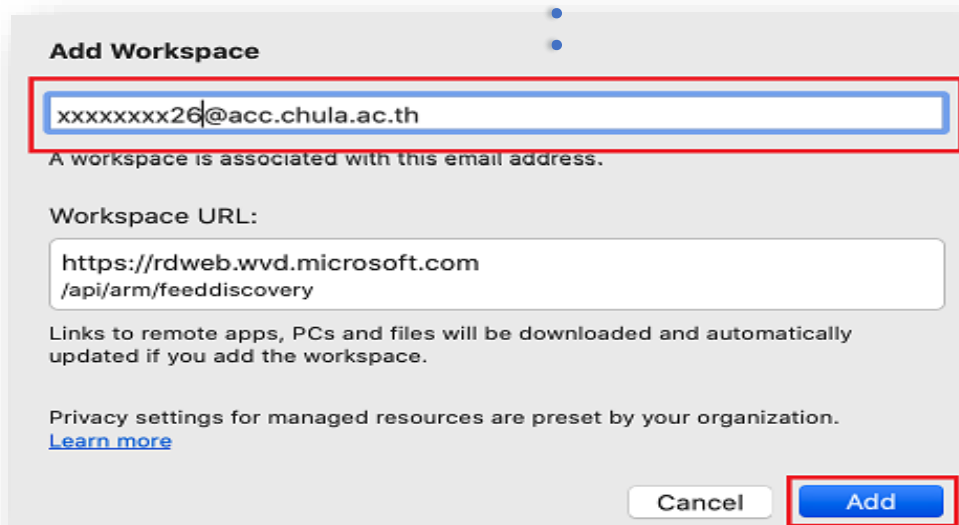 Add Workspace
xxxxxxxx26@acc.chula.ac.th
A workspace is associated with this email address.
Workspace URL:
https://rdweb.wvd.microsoft.com
/api/arm/feeddiscovery
Links to remote apps, PCs and files will be downloaded and automatically
updated if you add the workspace.
Privacy settings for managed resources are preset by your organization.
Learn more
Cancel
Add